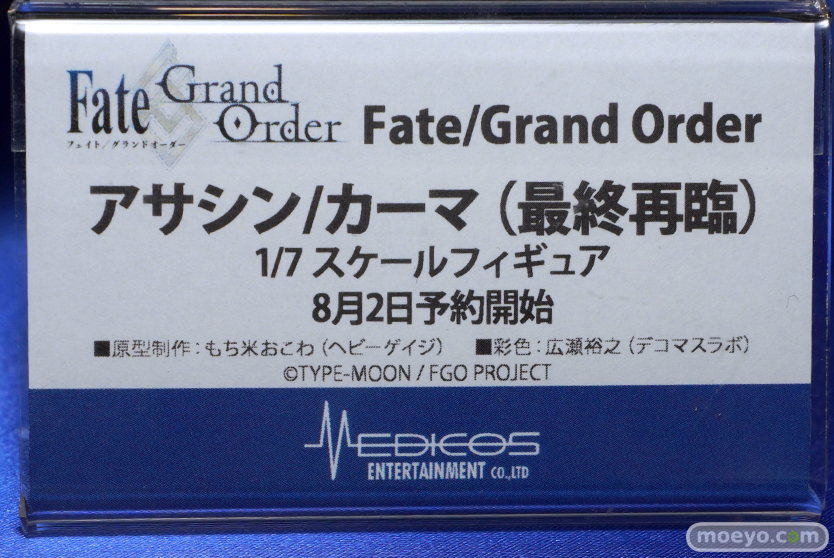 Fate Grand Order Fate/Grand Order
フェイト/グランドオーダー
アサシン/カーマ（最終再臨）
1/7 スケールフィギュア
8月2日予約開始
■原型制作：もち米おこわ（ヘビーゲイジ） ■彩色：広瀬裕之（デコマスラボ）
©TYPE-MOON / FGO PROJECT
MEDICOS
ENTERTAINMENT CO.,LTD
moeyo.com